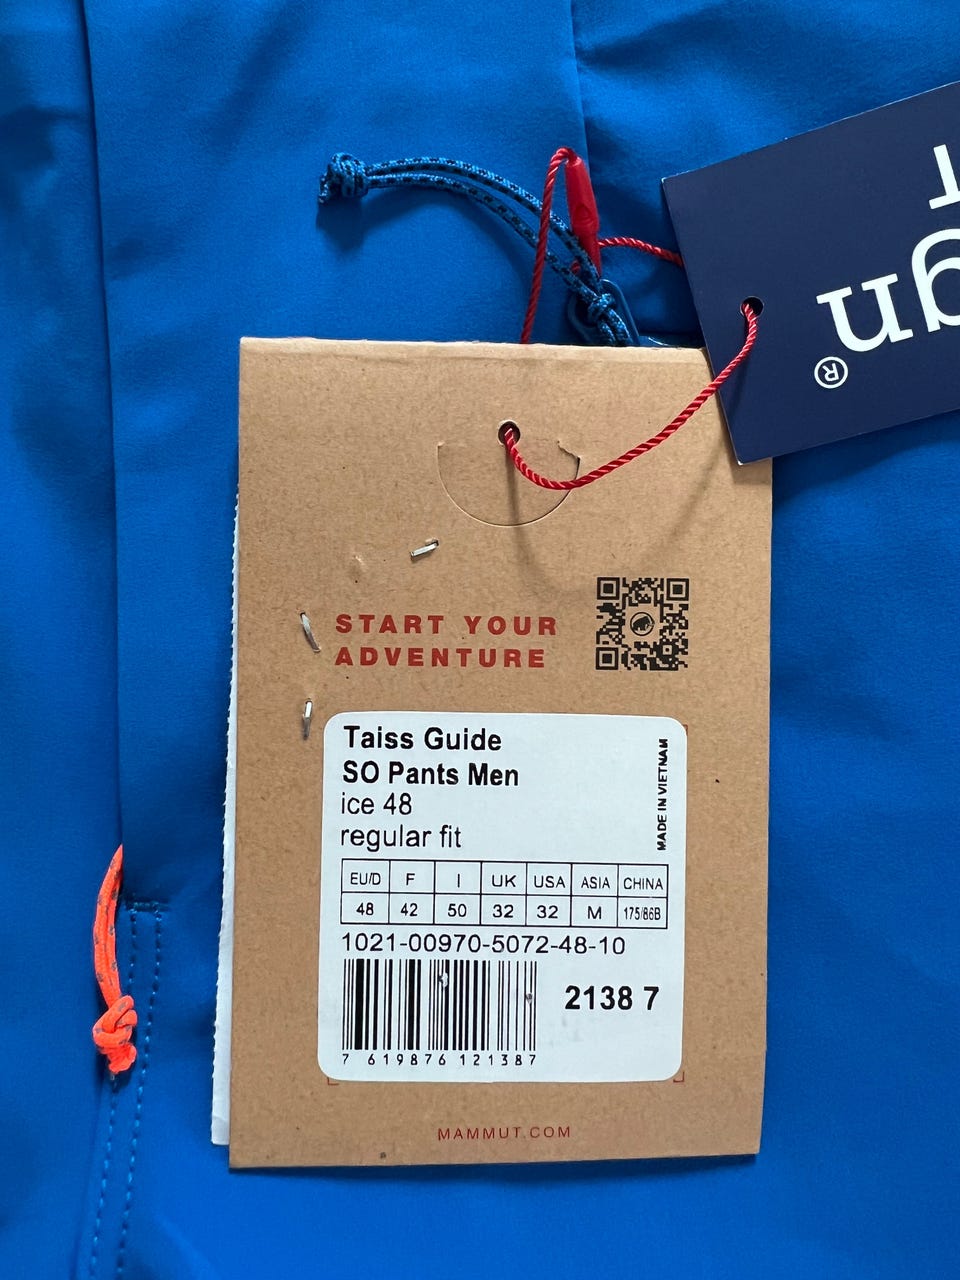 gn®
START YOUR
ADVENTURE
Taiss Guide
SO Pants Men
ice 48
regular fit
MADE IN VIETNAM
EU/D F I UK USA ASIA CHINA
48 42 50 32 32 M 175/86B
1021-00970-5072-48-10
2138 7
7 619876 121387
MAMMUT.COM